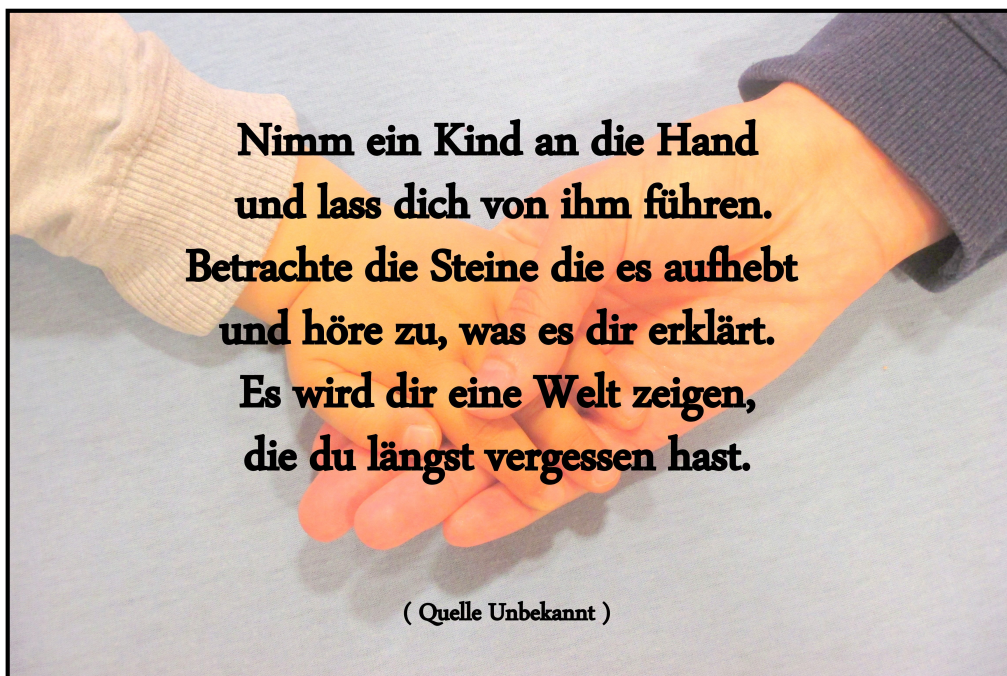 Nimm ein Kind an die Hand
und lass dich von ihm führen.
Betrachte die Steine die es aufhebt
und höre zu, was es dir erklärt.
Es wird dir eine Welt zeigen,
die du längst vergessen hast.
( Quelle Unbekannt )